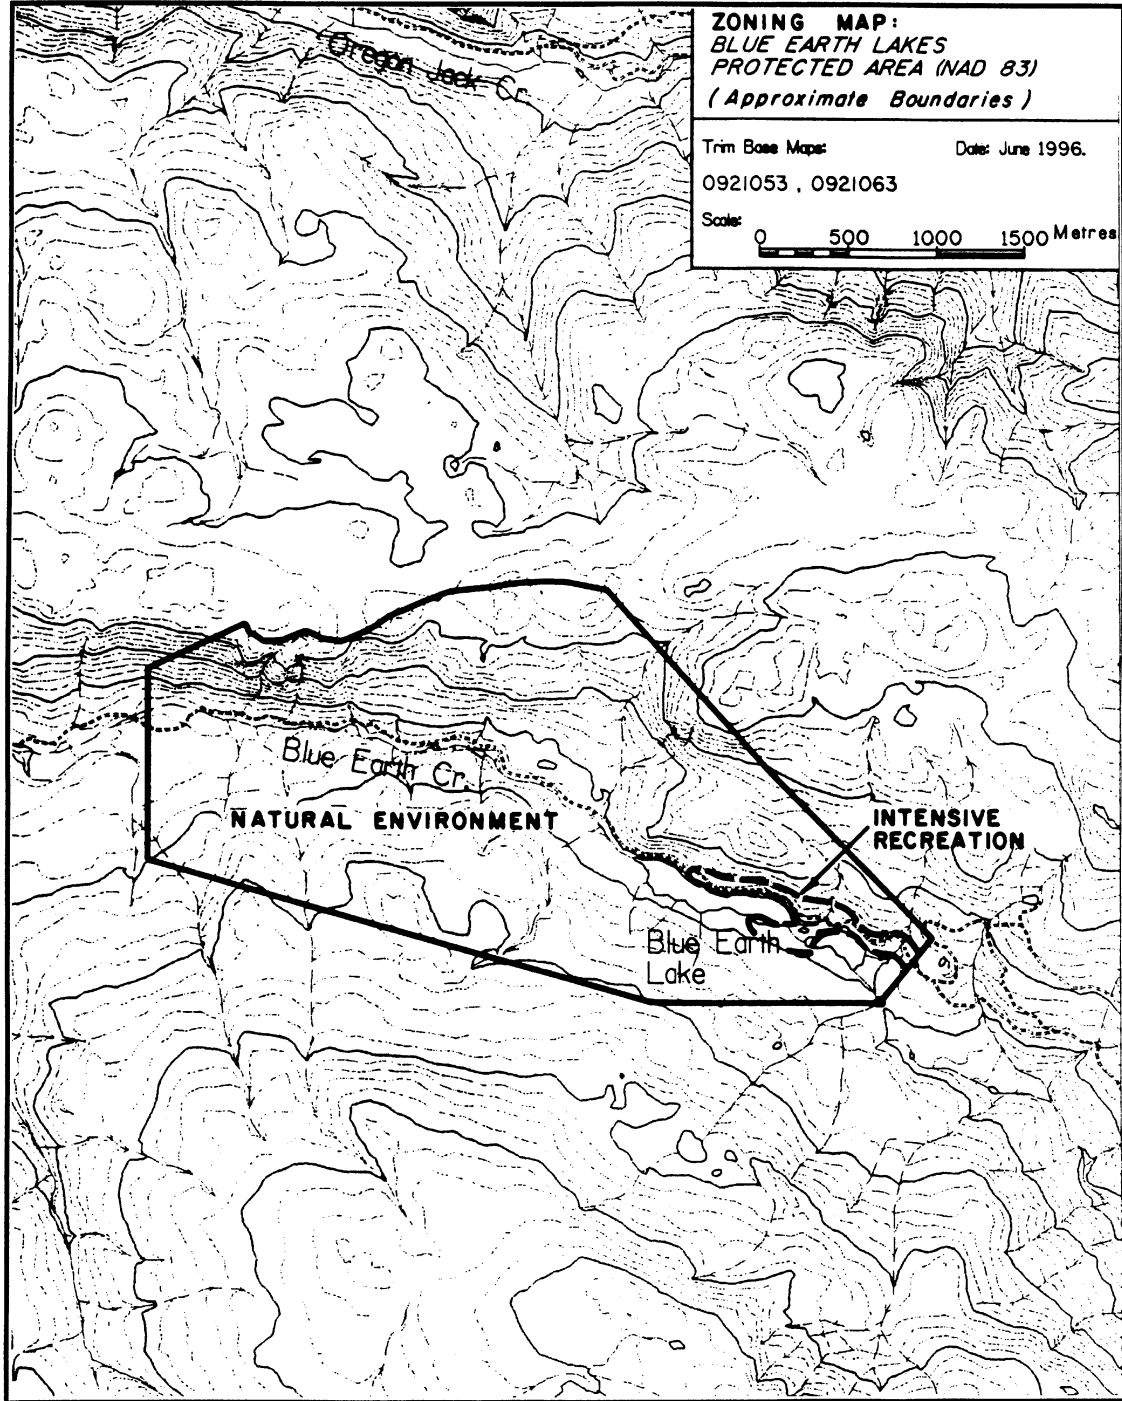 ZONING MAP:
BLUE EARTH LAKES
PROTECTED AREA (NAD 83)
(Approximate Boundaries)
Trim Base Maps:
Date: June 1996.
0921053, 0921063
Scale:
0 500 1000 1500 Metres
Oregon Jack Cr.
Blue Earth Cr.
NATURAL ENVIRONMENT
INTENSIVE
RECREATION
Blue Earth
Lake